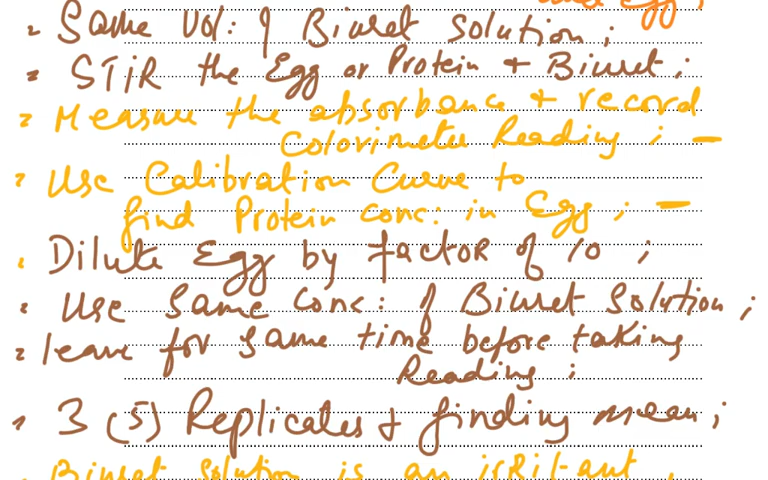 Egg ;
- Same Vol: of Biuret Solution ;
- STIR the Egg or Protein + Biuret ;
- Measure the absorbance + record
Colorimeter Reading ; -
- Use Calibration Curve to
find Protein conc: in Egg ; -
- Dilute Egg by factor of 10 ;
- Use Same Conc: of Biuret Solution ;
- leave for same time before taking
Reading ;
- 3 (5) Replicates + finding mean ;
- Biuret solution is an irritant .